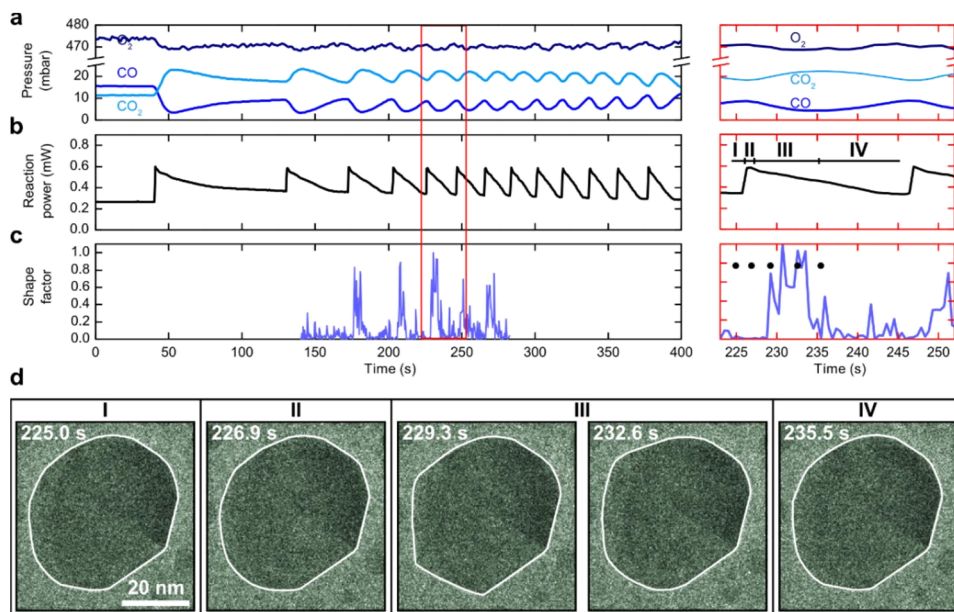 a
480
470
20
10
0
Pressure
(mbar)
O2
CO
CO2
O2
CO2
CO
b
0.8
0.6
0.4
0.2
0.0
Reaction
power (mW)
I II III IV
c
1.0
0.8
0.6
0.4
0.2
0
Shape
factor
0 50 100 150 200 250 300 350 400
Time (s)
225 230 235 240 245 250
Time (s)
d
I II III IV
225.0 s 226.9 s 229.3 s 232.6 s 235.5 s
20 nm